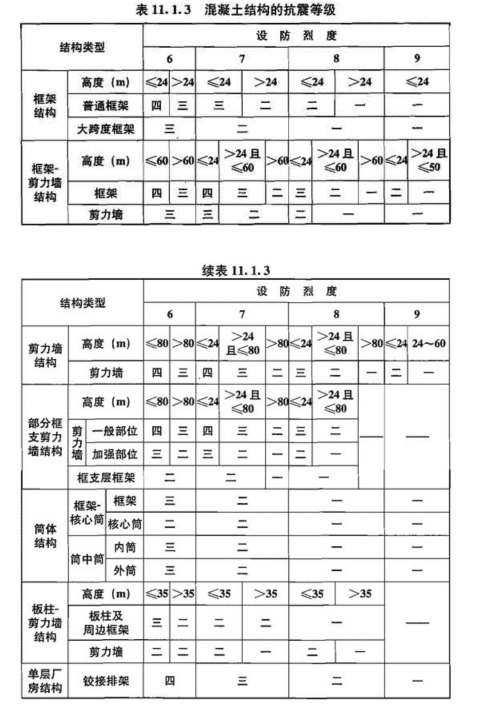 表 11.1.3 混凝土结构的抗震等级
结构类型 设 防 烈 度
6 7 8 9
框架结构 高度（m） ≤24 >24 ≤24 >24 ≤24 >24 ≤24
普通框架 四 三 三 二 二 一 一
大跨度框架 三 二 一 一
框架-剪力墙结构 高度（m） ≤60 >60 ≤24 >24且≤60 >60 ≤24 >24且≤60 >60 ≤24 >24且≤50
框架 四 三 四 三 二 三 二 一 二 一
剪力墙 三 三 二 二 一 一
续表 11.1.3
结构类型 设 防 烈 度
6 7 8 9
剪力墙结构 高度（m） ≤80 >80 ≤24 >24且≤80 >80 ≤24 >24且≤80 >80 ≤24 24~60
剪力墙 四 三 四 三 二 三 二 一 二 一
部分框支剪力墙结构 高度（m） ≤80 >80 ≤24 >24且≤80 >80 ≤24 >24且≤80 — —
剪力墙 一般部位 四 三 四 三 二 三 二
加强部位 三 二 三 二 一 二 一
框支层框架 二 二 一 一
筒体结构 框架-核心筒 框架 三 二 一 一
核心筒 二 二 一 一
筒中筒 内筒 三 二 一 一
外筒 三 二 一 一
板柱-剪力墙结构 高度（m） ≤35 >35 ≤35 >35 ≤35 >35 —
板柱及周边框架 三 二 二 二 一
剪力墙 二 二 二 一 二 一
单层厂房结构 铰接排架 四 三 二 一